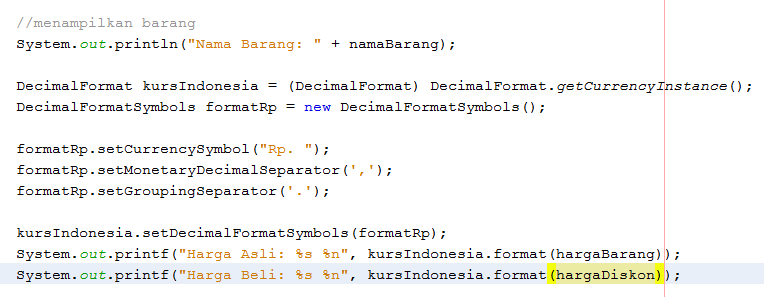 //menampilkan barang
System.out.println("Nama Barang: " + namaBarang);
DecimalFormat kursIndonesia = (DecimalFormat) DecimalFormat.getCurrencyInstance();
DecimalFormatSymbols formatRp = new DecimalFormatSymbols();
formatRp.setCurrencySymbol("Rp. ");
formatRp.setMonetaryDecimalSeparator(',');
formatRp.setGroupingSeparator('.');
kursIndonesia.setDecimalFormatSymbols(formatRp);
System.out.printf("Harga Asli: %s %n", kursIndonesia.format(hargaBarang));
System.out.printf("Harga Beli: %s %n", kursIndonesia.format(hargaDiskon));